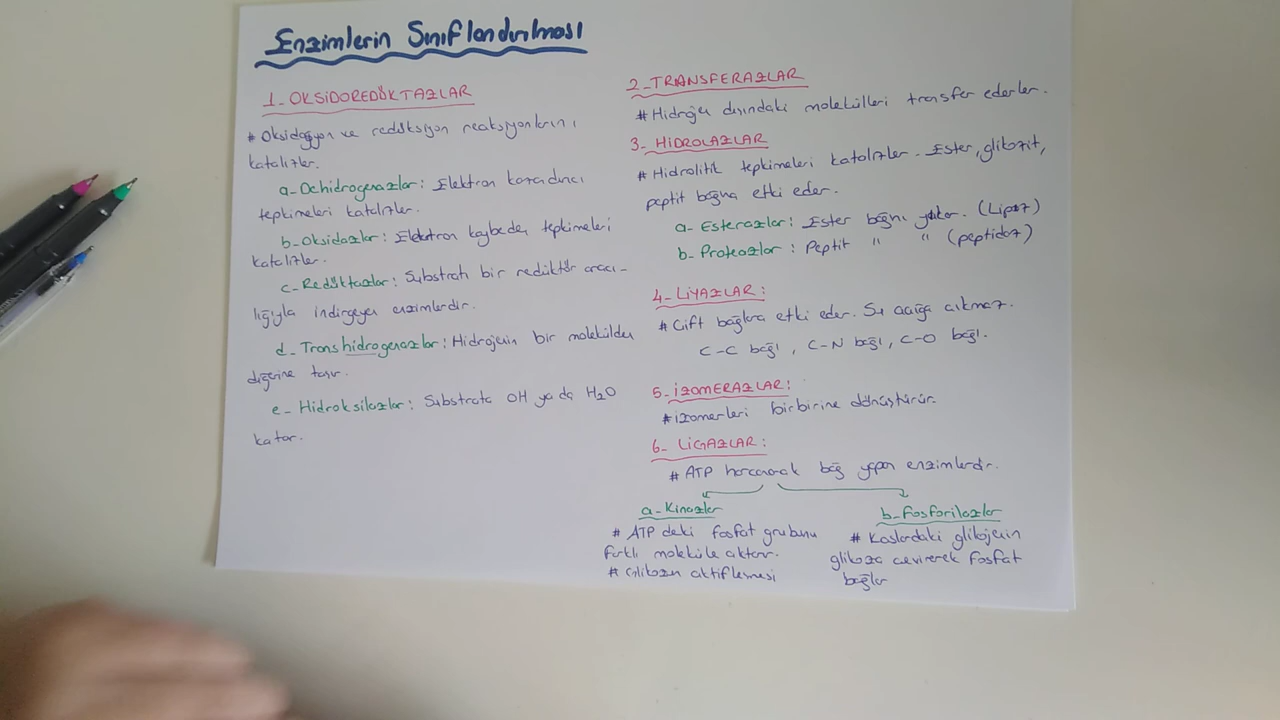 Enzimlerin Sınıflandırılması
1- OKSİDOREDÜKTAZLAR
# Oksidasyon ve redüksiyon reaksiyonlarını
katalizler.
a- Dehidrogenazlar: Elektron kazandırıcı
tepkimeleri katalizler.
b- Oksidazlar: Elektron kaybeden tepkimeleri
katalizler.
c- Redüktazlar: Substratı bir redüktör aracı-
lığıyla indirgeyen enzimlerdir.
d- Transhidrogenazlar: Hidrojenin bir molekülden
diğerine taşır.
e- Hidroksilazlar: Substrata OH ya da H2O
katar.
2- TRANSFERAZLAR
# Hidrojen dışındaki molekülleri transfer ederler.
3- HİDROLAZLAR
# Hidrolitik tepkimeleri katalizler. Ester, glikozit,
peptit bağına etki eder.
a- Esterazlar: Ester bağını yıkar. (Lipaz)
b- Proteazlar: Peptit " " (peptidaz)
4- LİYAZLAR:
# Çift bağlara etki eder. Su açığa çıkmaz.
C-C bağı, C-N bağı, C-O bağı.
5- İZOMERAZLAR:
# izomerleri birbirine dönüştürür.
6- LİGAZLAR:
# ATP harcanarak bağ yapan enzimlerdir.
a- Kinazlar
# ATP deki fosfat grubunu
farklı moleküle aktarır.
# Glikozun aktifleşmesi
b- Fosforilazlar
# Kaslardaki glikojenin
glikoza çevirerek fosfat
bağlar